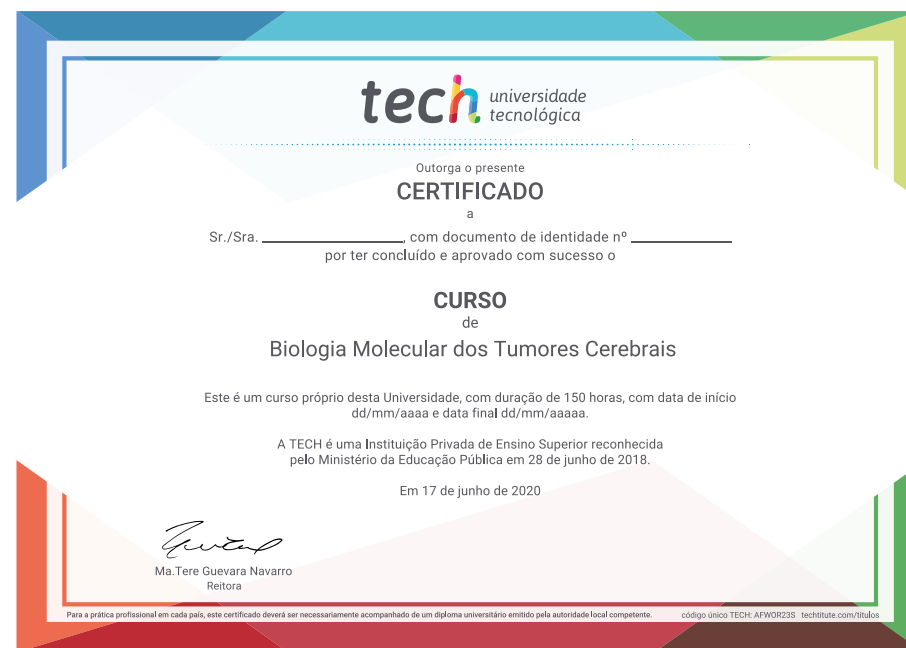 tech universidade
tecnológica
Outorga o presente
CERTIFICADO
a
Sr./Sra. ____________________, com documento de identidade nº ______________
por ter concluído e aprovado com sucesso o
CURSO
de
Biologia Molecular dos Tumores Cerebrais
Este é um curso próprio desta Universidade, com duração de 150 horas, com data de início
dd/mm/aaaa e data final dd/mm/aaaaa.
A TECH é uma Instituição Privada de Ensino Superior reconhecida
pelo Ministério da Educação Pública em 28 de junho de 2018.
Em 17 de junho de 2020
Ma.Tere Guevara Navarro
Reitora
Para a prática profissional em cada país, este certificado deverá ser necessariamente acompanhado de um diploma universitário emitido pela autoridade local competente. código único TECH: AFWOR23S techtitute.com/titulos